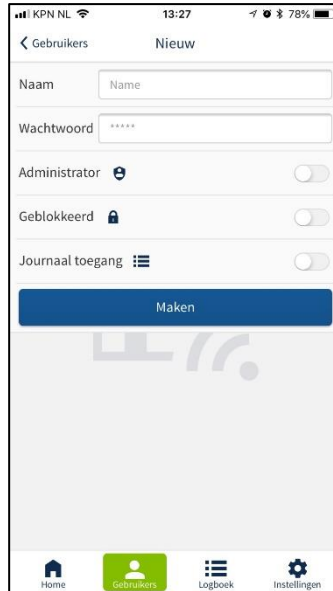 KPN NL 13:27 78%
Gebruikers Nieuw
Naam Name
Wachtwoord *****
Administrator
Geblokkeerd
Journaal toegang
Maken
Home Gebruikers Logboek Instellingen